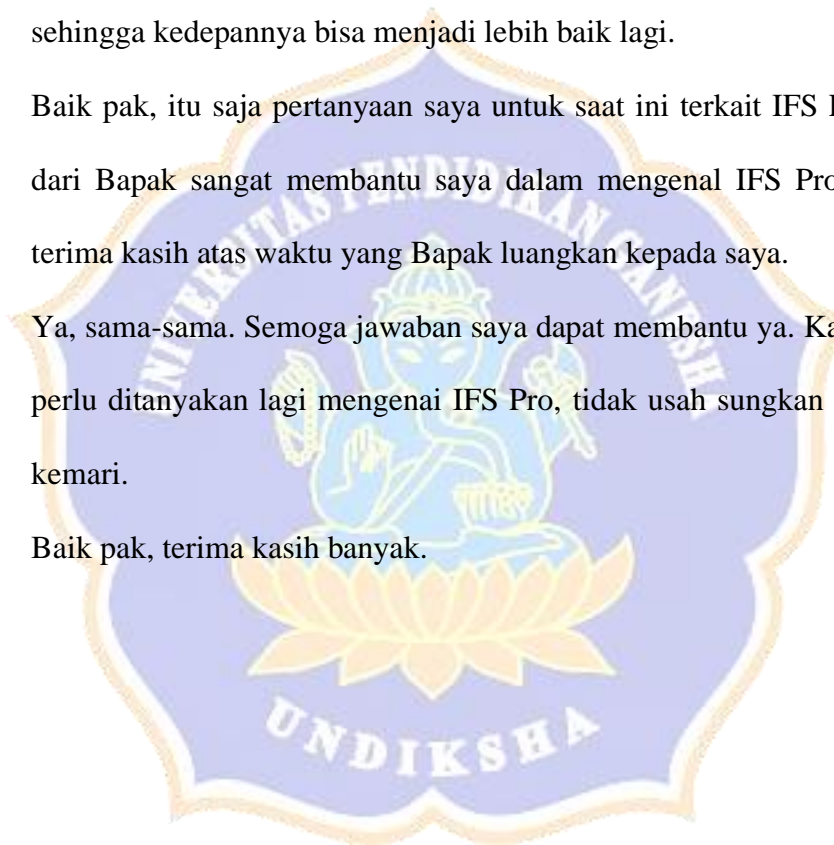 sehingga kedepannya bisa menjadi lebih baik lagi.
Baik pak, itu saja pertanyaan saya untuk saat ini terkait IFS
dari Bapak sangat membantu saya dalam mengenal IFS Pro
terima kasih atas waktu yang Bapak luangkan kepada saya.
Ya, sama-sama. Semoga jawaban saya dapat membantu ya.
perlu ditanyakan lagi mengenai IFS Pro, tidak usah sungkan
kemari.
Baik pak, terima kasih banyak.
UNIVERSITAS PENDIDIKAN GANESH
UNDIKSHA